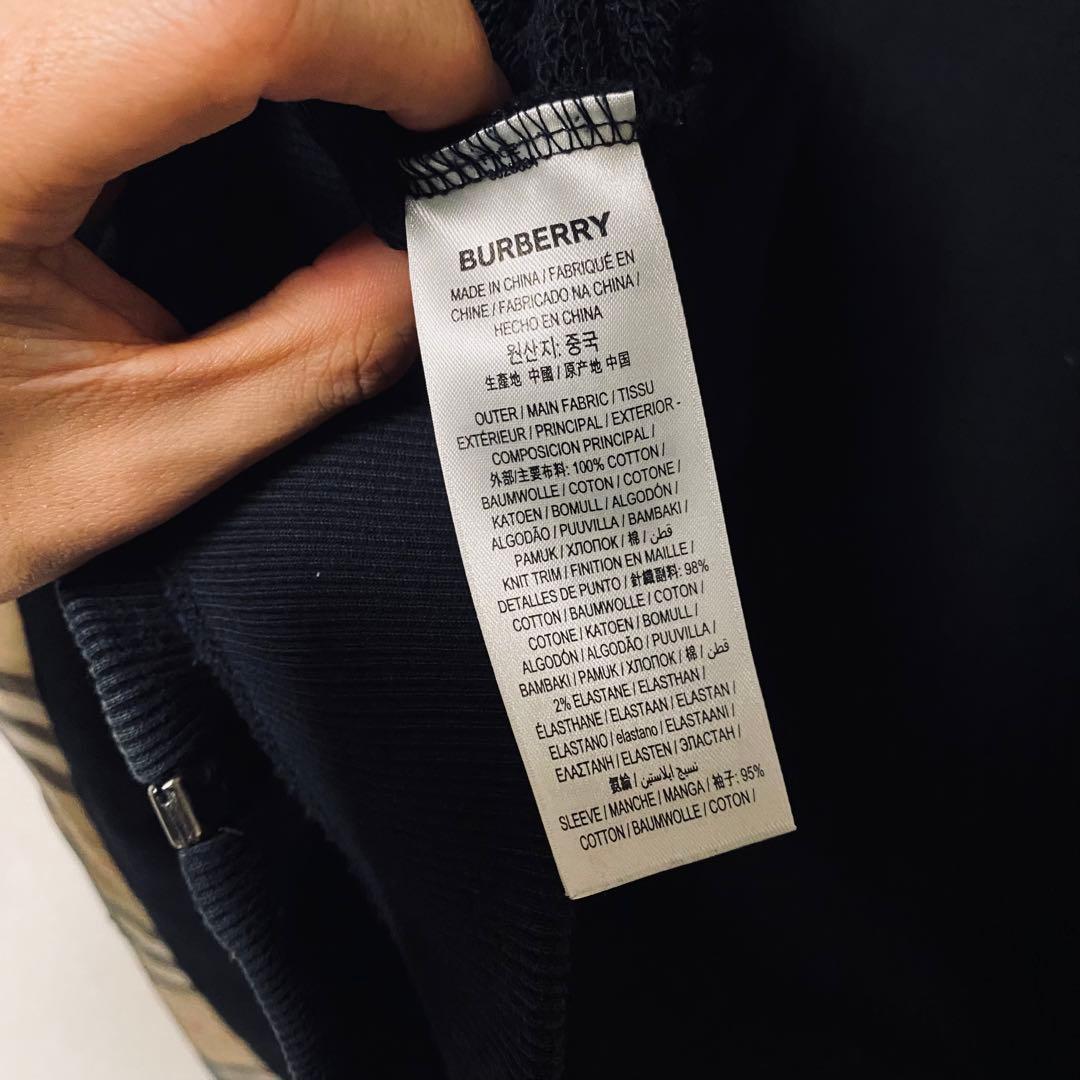 BURBERRY
MADE IN CHINA / FABRIQUÉ EN
CHINE / FABRICADO NA CHINA /
HECHO EN CHINA
원산지: 중국
生產地 中國 / 原产地 中国
OUTER / MAIN FABRIC / TISSU
EXTÉRIEUR / PRINCIPAL / EXTERIOR -
COMPOSICION PRINCIPAL /
外部/主要布料: 100% COTTON /
BAUMWOLLE / COTON / COTONE /
KATOEN / BOMULL / ALGODÓN /
ALGODÃO / PUUVILLA / BAMBAKI /
PAMUK / ХЛОПОК / 棉 / قطن /
KNIT TRIM / FINITION EN MAILLE /
DETALLES DE PUNTO / 針織副料: 98%
COTTON / BAUMWOLLE / COTON /
COTONE / KATOEN / BOMULL /
ALGODÓN / ALGODÃO / PUUVILLA /
BAMBAKI / PAMUK / ХЛОПОК / 棉 / قطن
2% ELASTANE / ELASTHAN /
ÉLASTHANE / ELASTAAN / ELASTAN /
ELASTANO / elastano / ELASTAANI /
ΕΛΑΣΤΑΝΗ / ELASTEN / ЭЛАСТАН /
氨綸 / نسيج ايلاستين /
SLEEVE / MANCHE / MANGA / 袖子: 95%
COTTON / BAUMWOLLE / COTON /